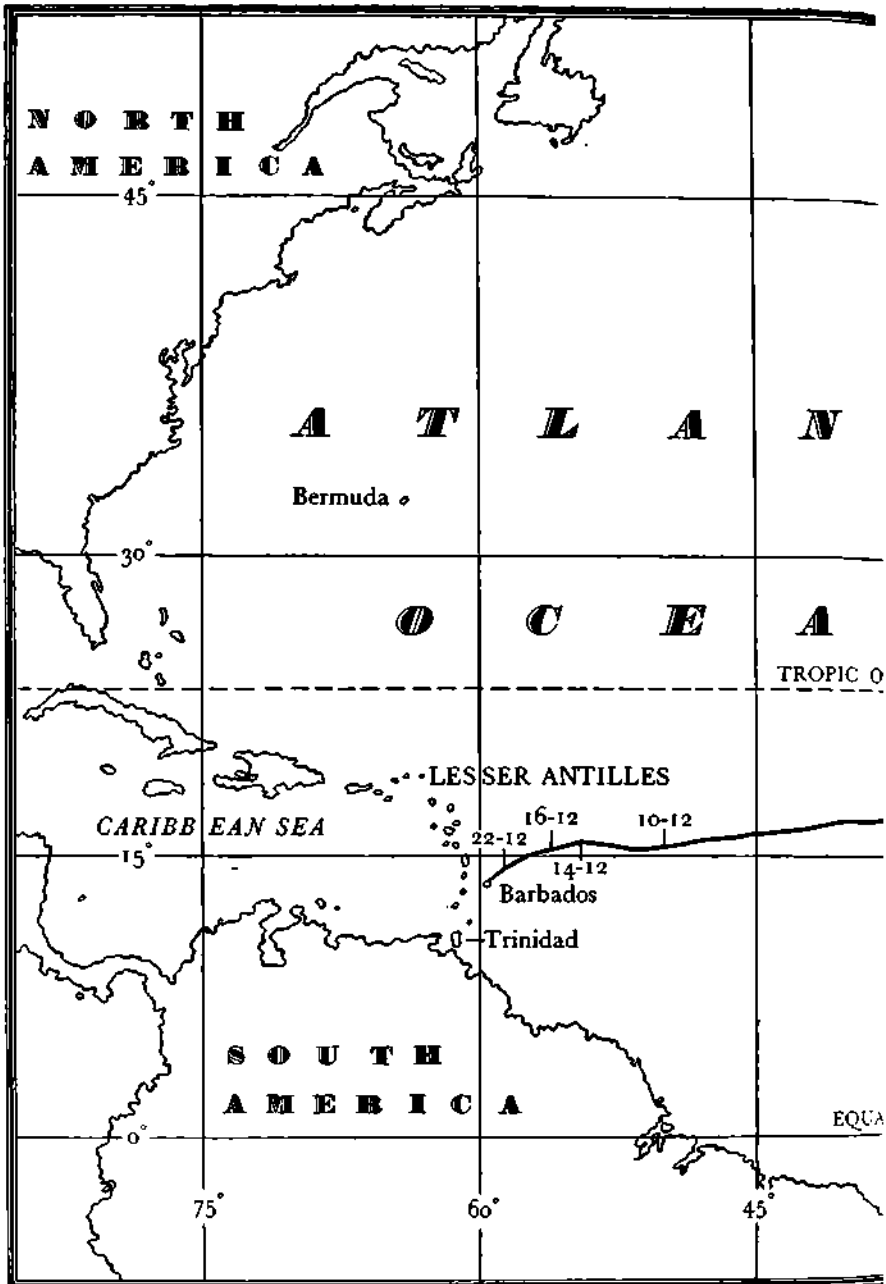 NORTH
AMERICA
45°
ATLAN
Bermuda
30°
OCEA
TROPIC O
LESSER ANTILLES
CARIBBEAN SEA
16-12
10-12
22-12
15°
14-12
Barbados
Trinidad
SOUTH
AMERICA
EQUA
0°
75°
60°
45°